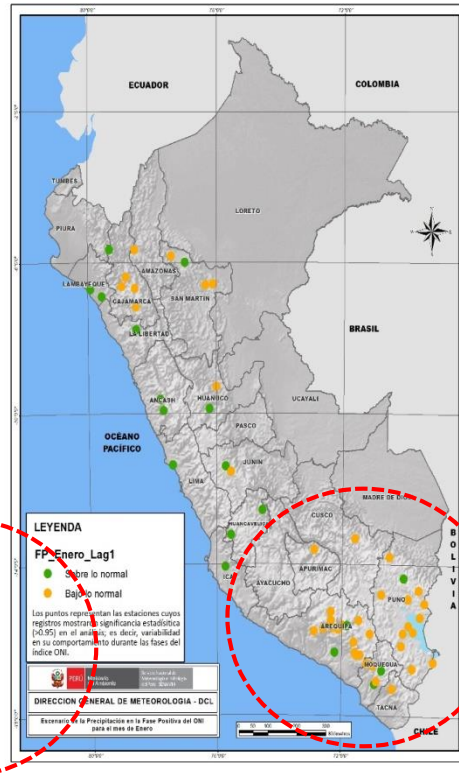 ECUADOR
COLOMBIA
TUMBES
PIURA
LORETO
AMAZONAS
LAMBAYEQUE
CAJAMARCA
SAN MARTIN
BRASIL
LA LIBERTAD
ANCASH
HUANUCO
UCAYALI
PASCO
OCÉANO
PACÍFICO
JUNIN
LIMA
MADRE DE DIOS
CUSCO
HUANCAVELICA
BOLIVIA
ICA
APURIMAC
AYACUCHO
PUNO
AREQUIPA
MOQUEGUA
TACNA
CHILE
LEYENDA
FP_Enero_Lag1
Sobre lo normal
Bajo lo normal
Los puntos representan las estaciones cuyos
registros mostraron significancia estadística
(>0.95) en el análisis; es decir, variabilidad
en su comportamiento durante las fases del
índice ONI.
PERÚ
DIRECCION GENERAL DE METEOROLOGIA - DCL
Escenario de la Precipitación en la Fase Positiva del ONI
para el mes de Enero